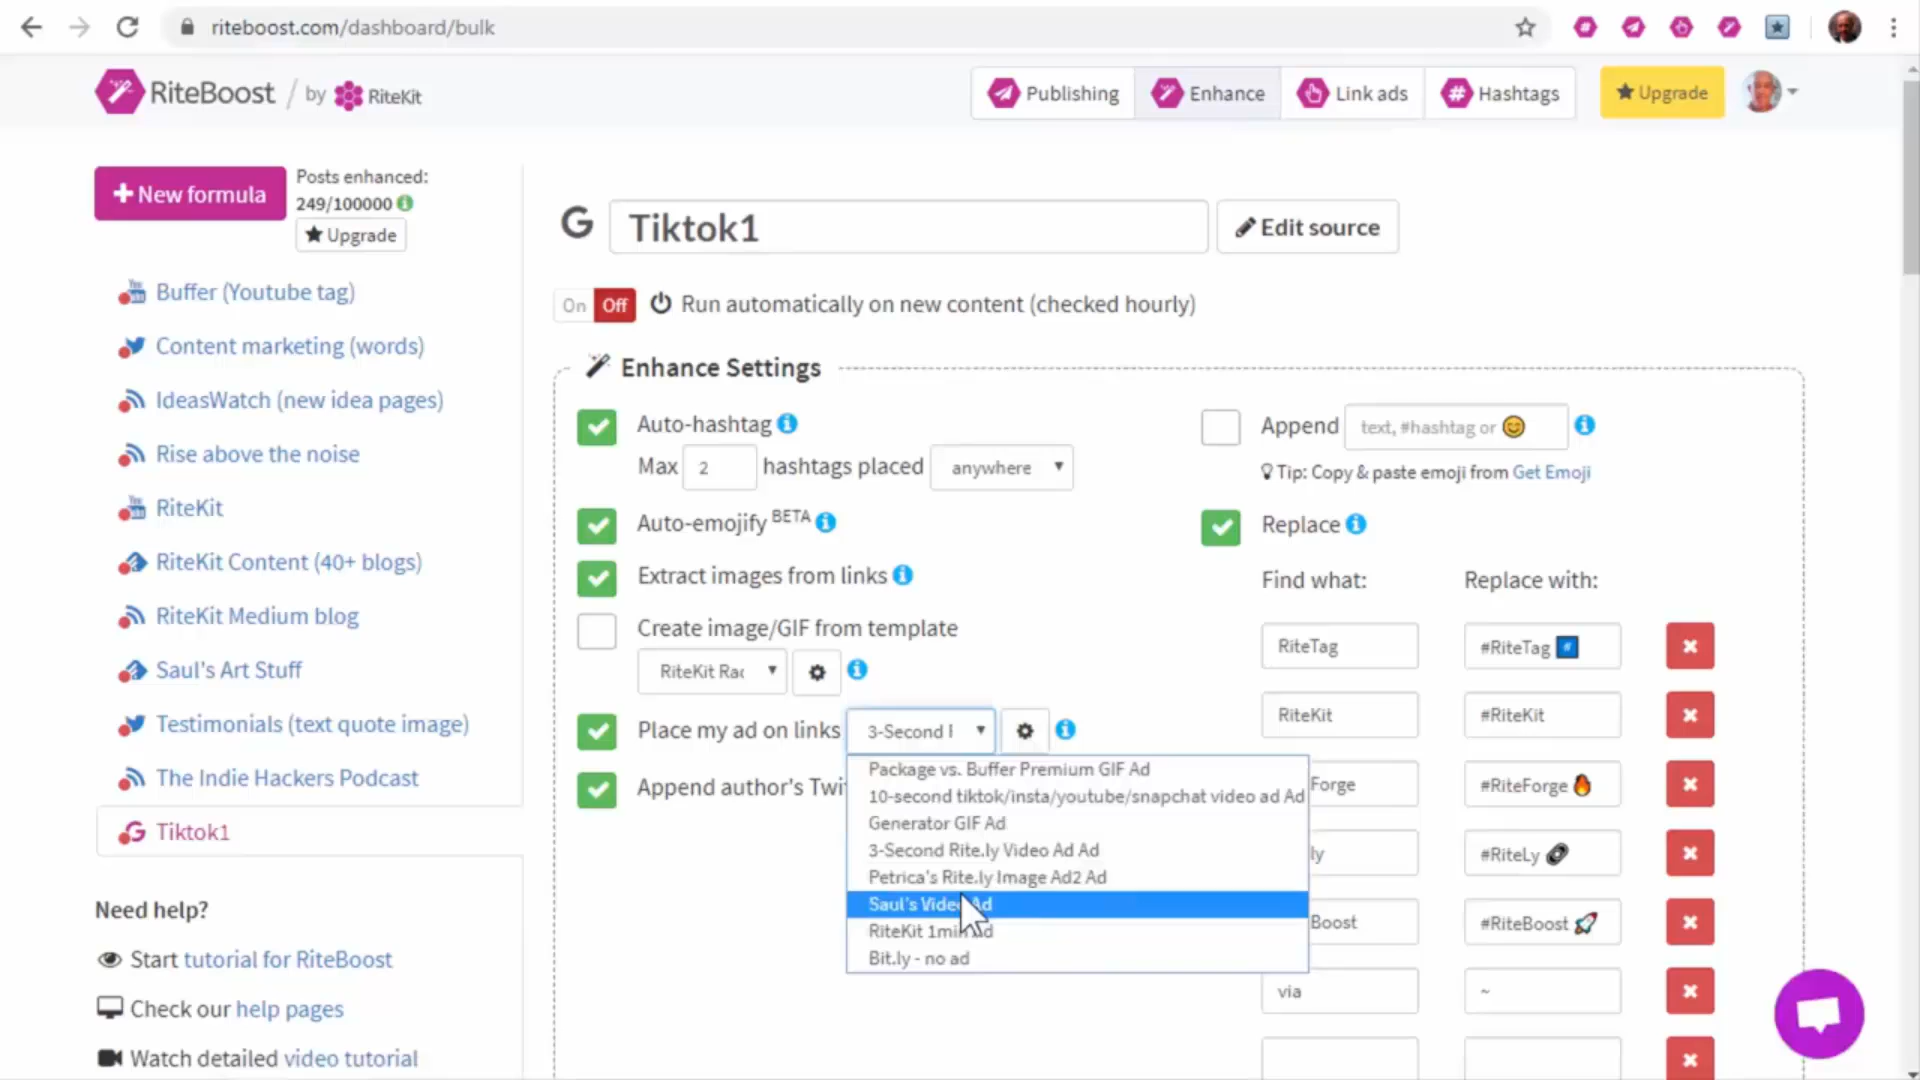 riteboost.com/dashboard/bulk
RiteBoost / by RiteKit
Publishing
Enhance
Link ads
Hashtags
Upgrade
New formula
Posts enhanced:
249/100000
Upgrade
Buffer (Youtube tag)
Content marketing (words)
IdeasWatch (new idea pages)
Rise above the noise
RiteKit
RiteKit Content (40+ blogs)
RiteKit Medium blog
Saul's Art Stuff
Testimonials (text quote image)
The Indie Hackers Podcast
Tiktok1
Need help?
Start tutorial for RiteBoost
Check our help pages
Watch detailed video tutorial
Tiktok1
Edit source
On Off Run automatically on new content (checked hourly)
Enhance Settings
Auto-hashtag
Max 2 hashtags placed anywhere
Auto-emojify BETA
Extract images from links
Create image/GIF from template
RiteKit Rac
Place my ad on links 3-Second
Append author's Twi
Package vs. Buffer Premium GIF Ad
10-second tiktok/insta/youtube/snapchat video ad Ad
Generator GIF Ad
3-Second Rite.ly Video Ad Ad
Petrica's Rite.ly Image Ad2 Ad
Saul's Video Ad
RiteKit 1min Ad
Bit.ly - no ad
Append text, #hashtag or 😊
Tip: Copy & paste emoji from Get Emoji
Replace
Find what: Replace with:
RiteTag #RiteTag
RiteKit #RiteKit
Forge #RiteForge 🔥
ly #RiteLy
Boost #RiteBoost 🚀
via ~